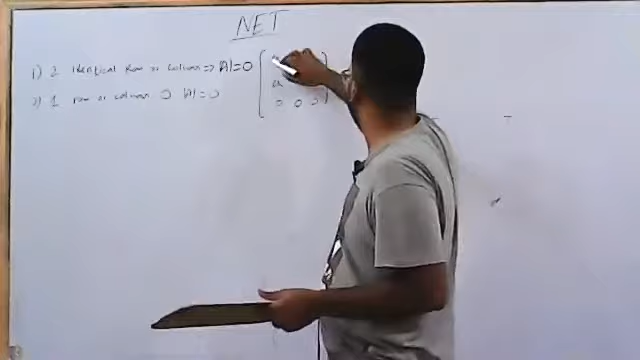 NET
1) 2 identical Row or Column => |A|=0
2) 1 row or column 0 |A|=0
a
0 0 0